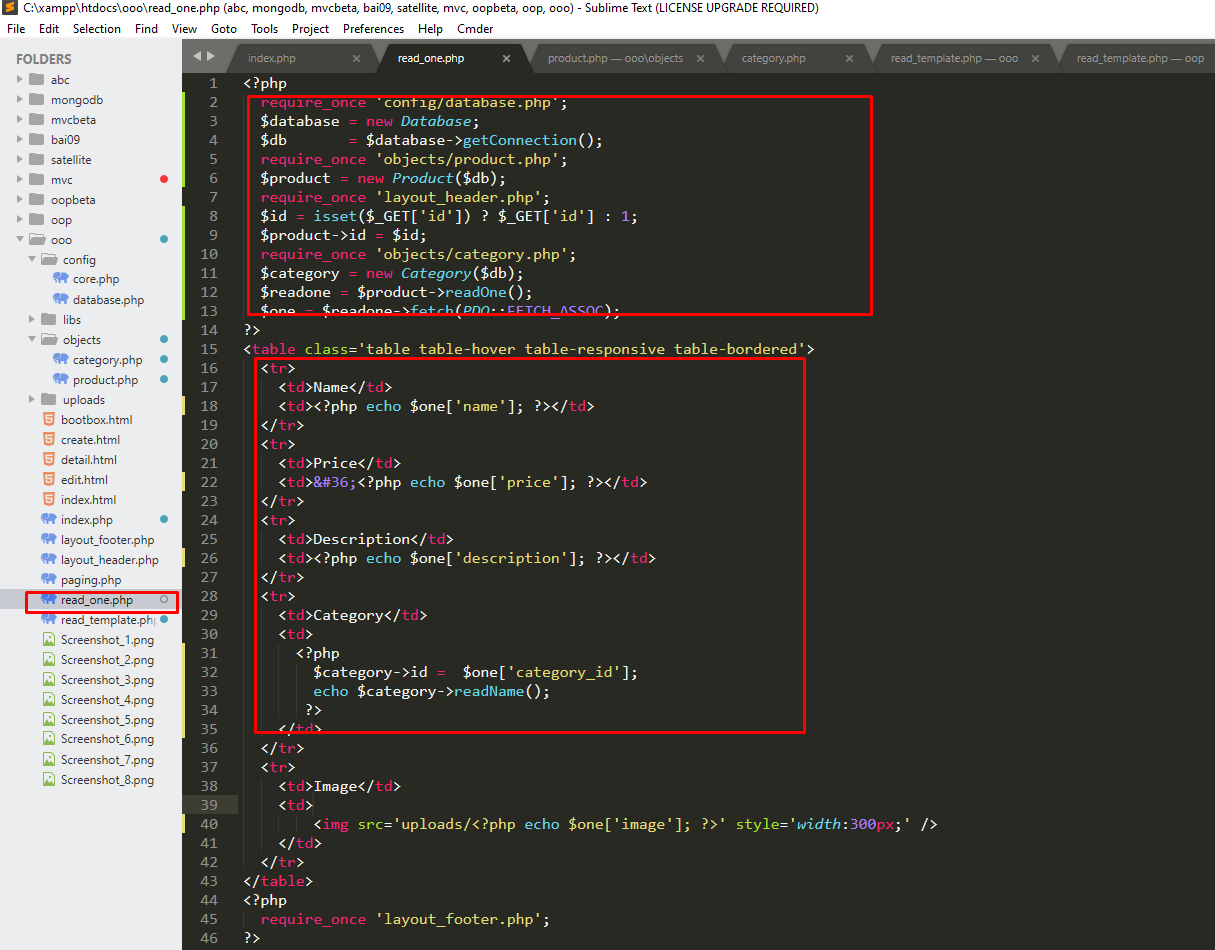 C:\xampp\htdocs\ooo\read_one.php (abc, mongodb, mvcbeta, bai09, satellite, mvc, oopbeta, oop, ooo) - Sublime Text (LICENSE UPGRADE REQUIRED)
File Edit Selection Find View Goto Tools Project Preferences Help Cmder
FOLDERS
abc
mongodb
mvcbeta
bai09
satellite
mvc
oopbeta
oop
ooo
config
core.php
database.php
libs
objects
category.php
product.php
uploads
bootbox.html
create.html
detail.html
edit.html
index.html
index.php
layout_footer.php
layout_header.php
paging.php
read_one.php
read_template.php
Screenshot_1.png
Screenshot_2.png
Screenshot_3.png
Screenshot_4.png
Screenshot_5.png
Screenshot_6.png
Screenshot_7.png
Screenshot_8.png
index.php × read_one.php × product.php — ooo\objects × category.php × read_template.php — ooo × read_template.php — oop
1 <?php
2 require_once 'config/database.php';
3 $database = new Database;
4 $db       = $database->getConnection();
5 require_once 'objects/product.php';
6 $product = new Product($db);
7 require_once 'layout_header.php';
8 $id = isset($_GET['id']) ? $_GET['id'] : 1;
9 $product->id = $id;
10 require_once 'objects/category.php';
11 $category = new Category($db);
12 $readone = $product->readOne();
13 $one = $readone->fetch(PDO::FETCH_ASSOC);
14 ?>
15 <table class='table table-hover table-responsive table-bordered'>
16 <tr>
17 <td>Name</td>
18 <td><?php echo $one['name']; ?></td>
19 </tr>
20 <tr>
21 <td>Price</td>
22 <td>&#36;<?php echo $one['price']; ?></td>
23 </tr>
24 <tr>
25 <td>Description</td>
26 <td><?php echo $one['description']; ?></td>
27 </tr>
28 <tr>
29 <td>Category</td>
30 <td>
31 <?php
32 $category->id =  $one['category_id'];
33 echo $category->readName();
34 ?>
35 </td>
36 </tr>
37 <tr>
38 <td>Image</td>
39 <td>
40 <img src='uploads/<?php echo $one['image']; ?>' style='width:300px;' />
41 </td>
42 </tr>
43 </table>
44 <?php
45 require_once 'layout_footer.php';
46 ?>